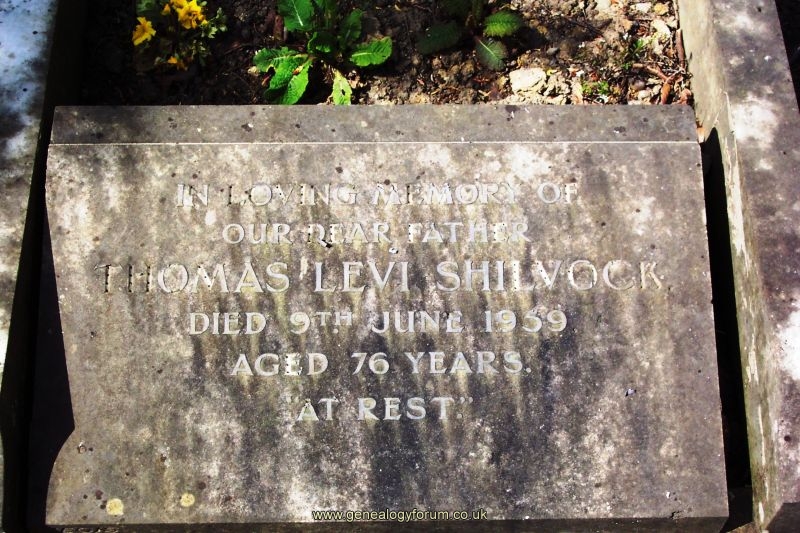 IN LOVING MEMORY OF
OUR DEAR FATHER
THOMAS LEVI SHILVOCK
DIED 9TH JUNE 1959
AGED 76 YEARS.
"AT REST."
www.genealogyforum.co.uk